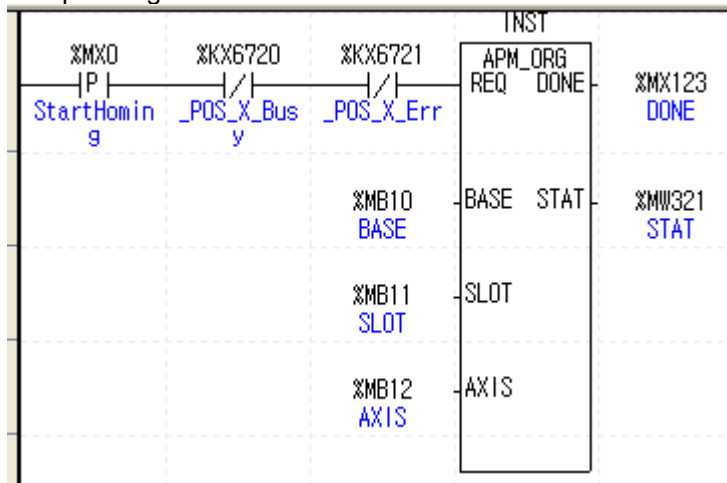 INST
%MX0 %KX6720 %KX6721 APM_ORG
P REQ DONE %MX123
StartHomin _POS_X_Bus _POS_X_Err DONE
g y
%MB10 BASE STAT %MW321
BASE STAT
%MB11 SLOT
SLOT
%MB12 AXIS
AXIS